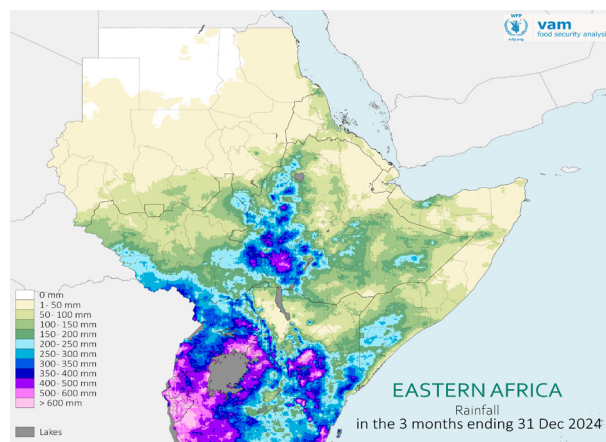 WFP
wfp.org
vam
food security analysis
0 mm
1- 50 mm
50- 100 mm
100- 150 mm
150- 200 mm
200- 250 mm
250- 300 mm
300- 350 mm
350- 400 mm
400- 500 mm
500- 600 mm
> 600 mm
Lakes
EASTERN AFRICA
Rainfall
in the 3 months ending 31 Dec 2024